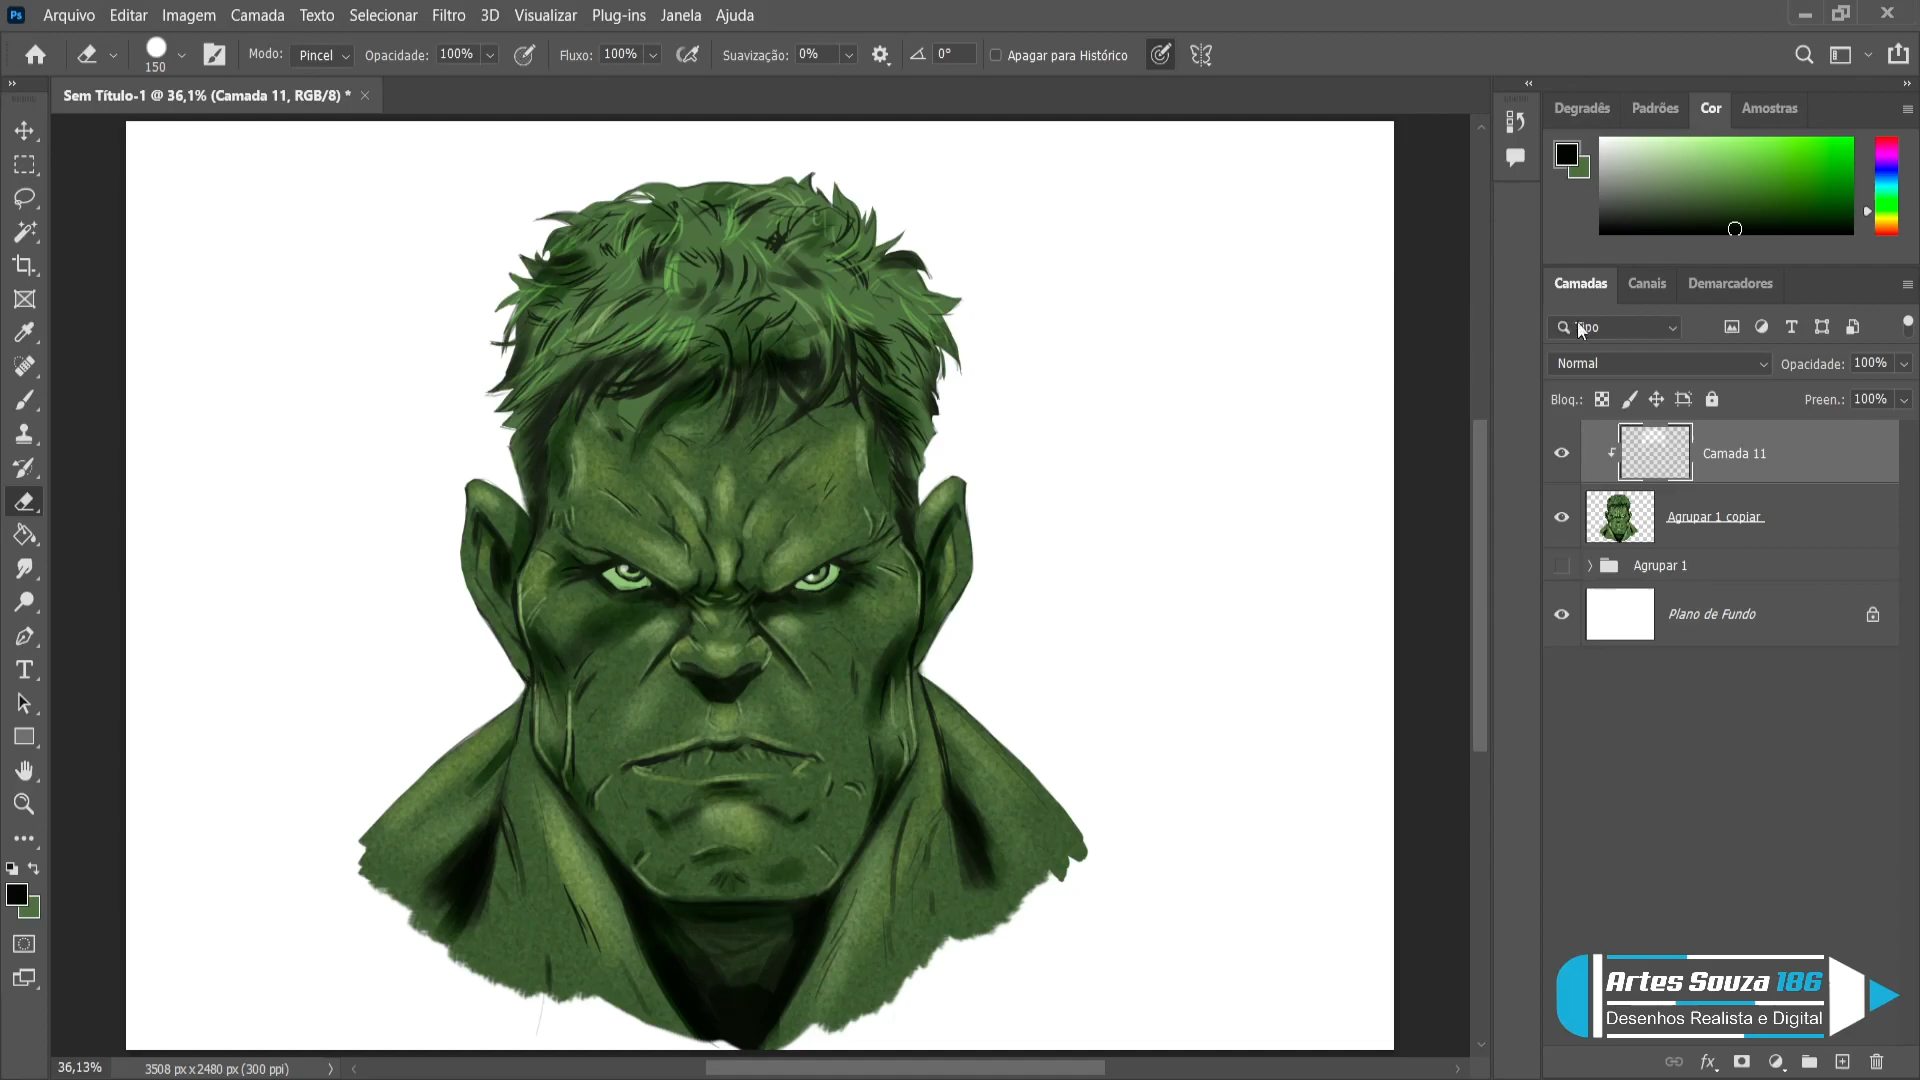 Ps Arquivo Editar Imagem Camada Texto Selecionar Filtro 3D Visualizar Plug-ins Janela Ajuda
150 Modo: Pincel Opacidade: 100% Fluxo: 100% Suavização: 0% 0° Apagar para Histórico
Sem Título-1 @ 36,1% (Camada 11, RGB/8) *
Degradês Padrões Cor Amostras
Camadas Canais Demarcadores
Normal Opacidade: 100%
Bloq.: Preen.: 100%
Camada 11
Agrupar 1 copiar
Agrupar 1
Plano de Fundo
Artes Souza 186
Desenhos Realista e Digital
fx
36,13% 3508 px x 2480 px (300 ppi)